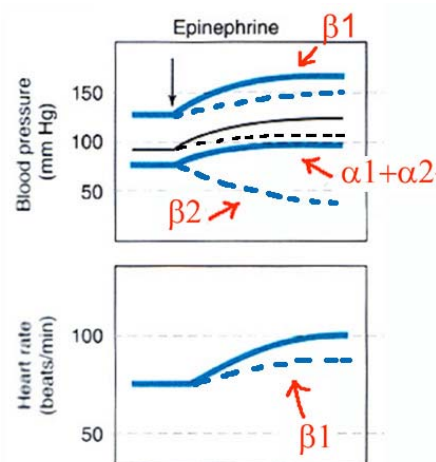 Epinephrine
β1
Blood pressure
(mm Hg)
150
100
50
α1+α2
β2
Heart rate
(beats/min)
100
50
β1